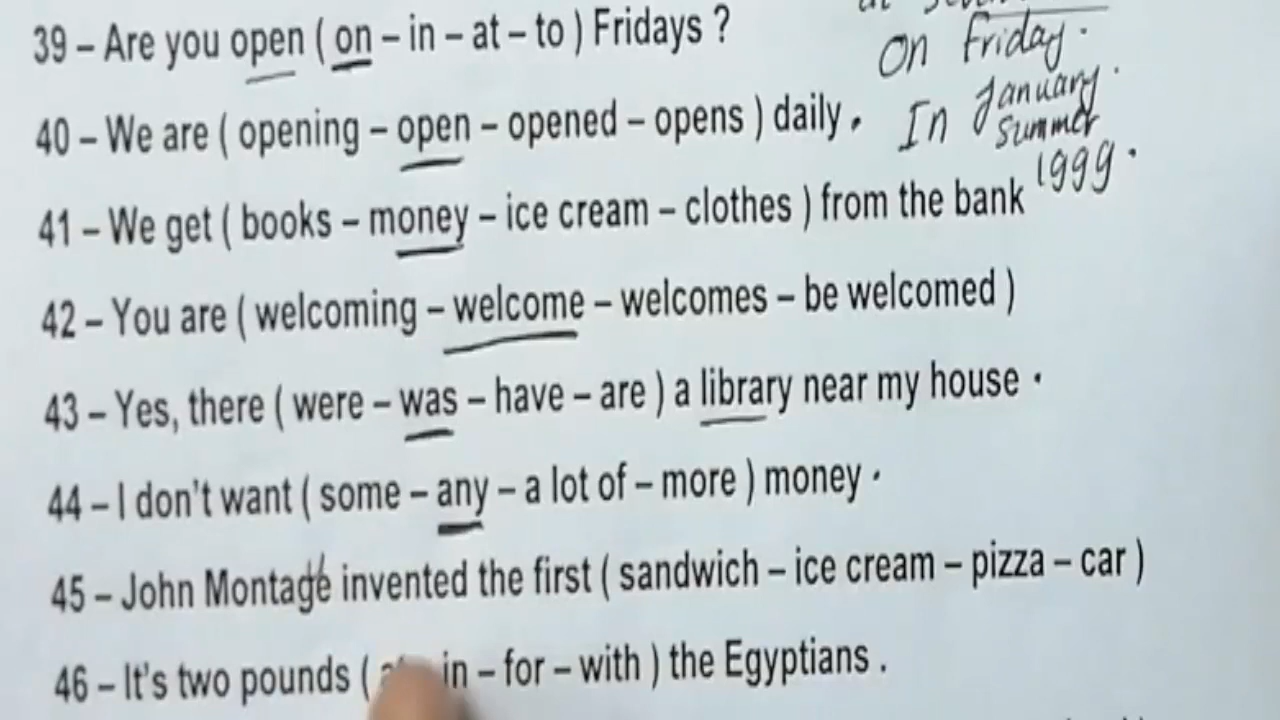 39 – Are you open ( on – in – at – to ) Fridays ?
on Friday.
40 – We are ( opening – open – opened – opens ) daily .
In January.
summer
1999.
41 – We get ( books – money – ice cream – clothes ) from the bank
42 – You are ( welcoming – welcome – welcomes – be welcomed )
43 – Yes, there ( were – was – have – are ) a library near my house .
44 – I don't want ( some – any – a lot of – more ) money .
45 – John Montage invented the first ( sandwich – ice cream – pizza – car )
46 – It's two pounds ( in – for – with ) the Egyptians .